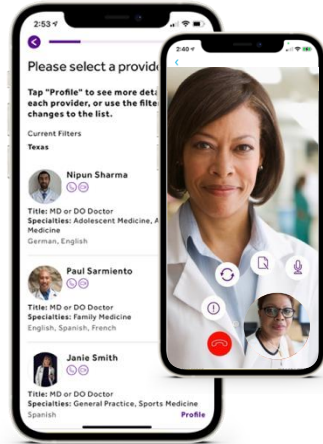 2:53
Please select a provid
Tap "Profile" to see more deta
each provider, or use the filte
changes to the list.
Current Filters
Texas
Nipun Sharma
Title: MD or DO Doctor
Specialties: Adolescent Medicine, A
Medicine
German, English
Paul Sarmiento
Title: MD or DO Doctor
Specialties: Family Medicine
English, Spanish, French
Janie Smith
Title: MD or DO Doctor
Specialties: General Practice, Sports Medicine
Spanish
Profile
2:40